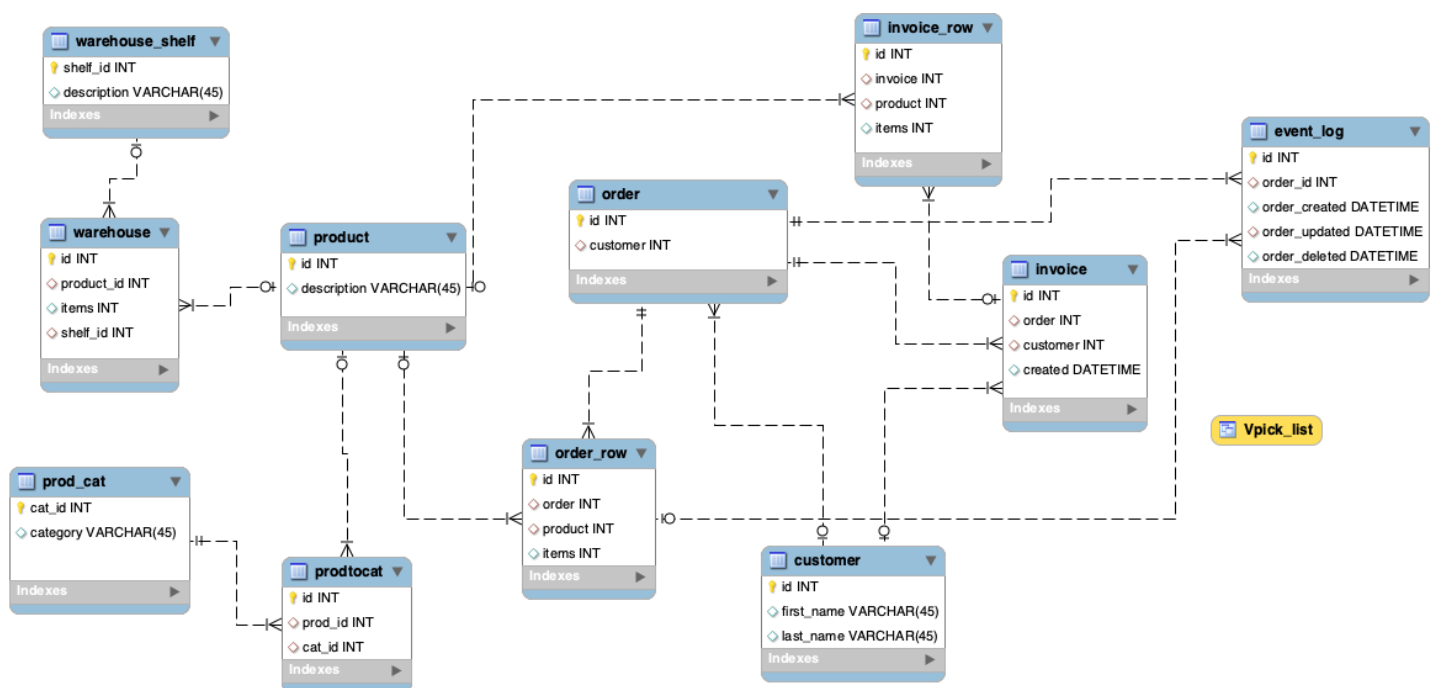 warehouse_shelf
shelf_id INT
description VARCHAR(45)
Indexes
invoice_row
id INT
invoice INT
product INT
items INT
Indexes
event_log
id INT
order_id INT
order_created DATETIME
order_updated DATETIME
order_deleted DATETIME
Indexes
order
id INT
customer INT
Indexes
warehouse
id INT
product_id INT
items INT
shelf_id INT
Indexes
product
id INT
description VARCHAR(45)
Indexes
invoice
id INT
order INT
customer INT
created DATETIME
Indexes
Vpick_list
order_row
id INT
order INT
product INT
items INT
Indexes
prod_cat
cat_id INT
category VARCHAR(45)
Indexes
prodtocat
id INT
prod_id INT
cat_id INT
Indexes
customer
id INT
first_name VARCHAR(45)
last_name VARCHAR(45)
Indexes